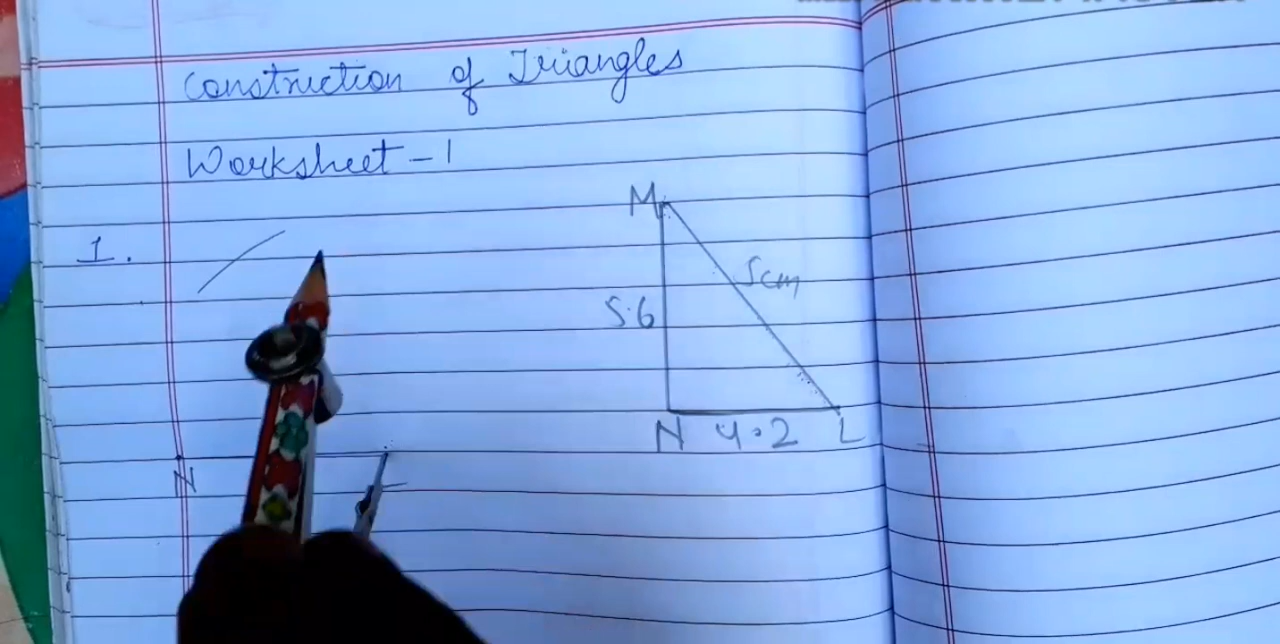 Construction of Triangles
Worksheet - 1
1.
M
5.6
5cm
N 4.2 L
N